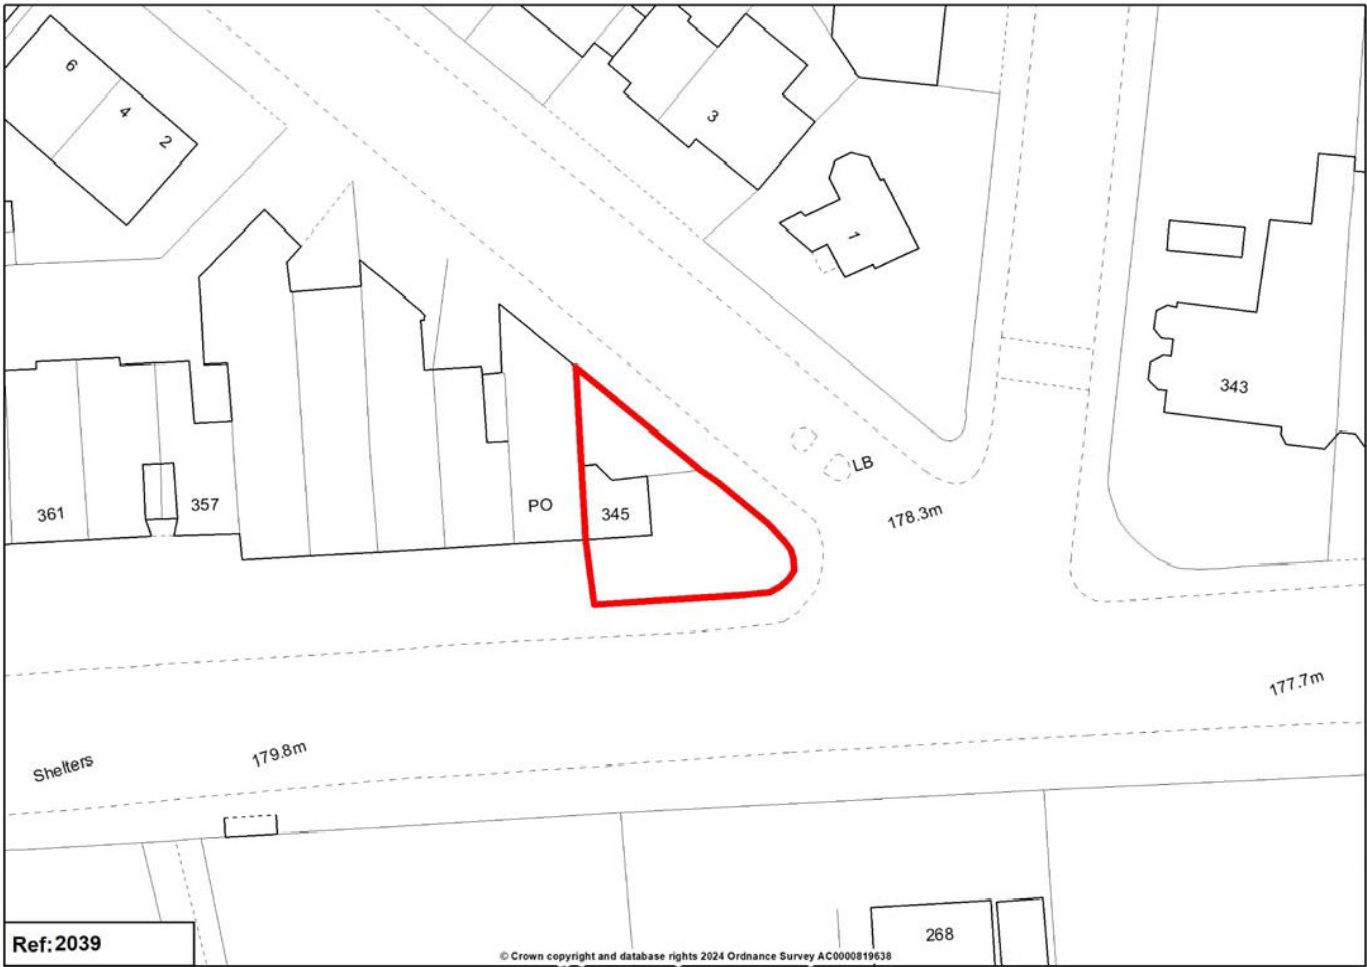 6
4
2
3
1
343
LB
178.3m
361
357
PO
345
177.7m
179.8m
Shelters
268
Ref:2039
© Crown copyright and database rights 2024 Ordnance Survey AC0000819638